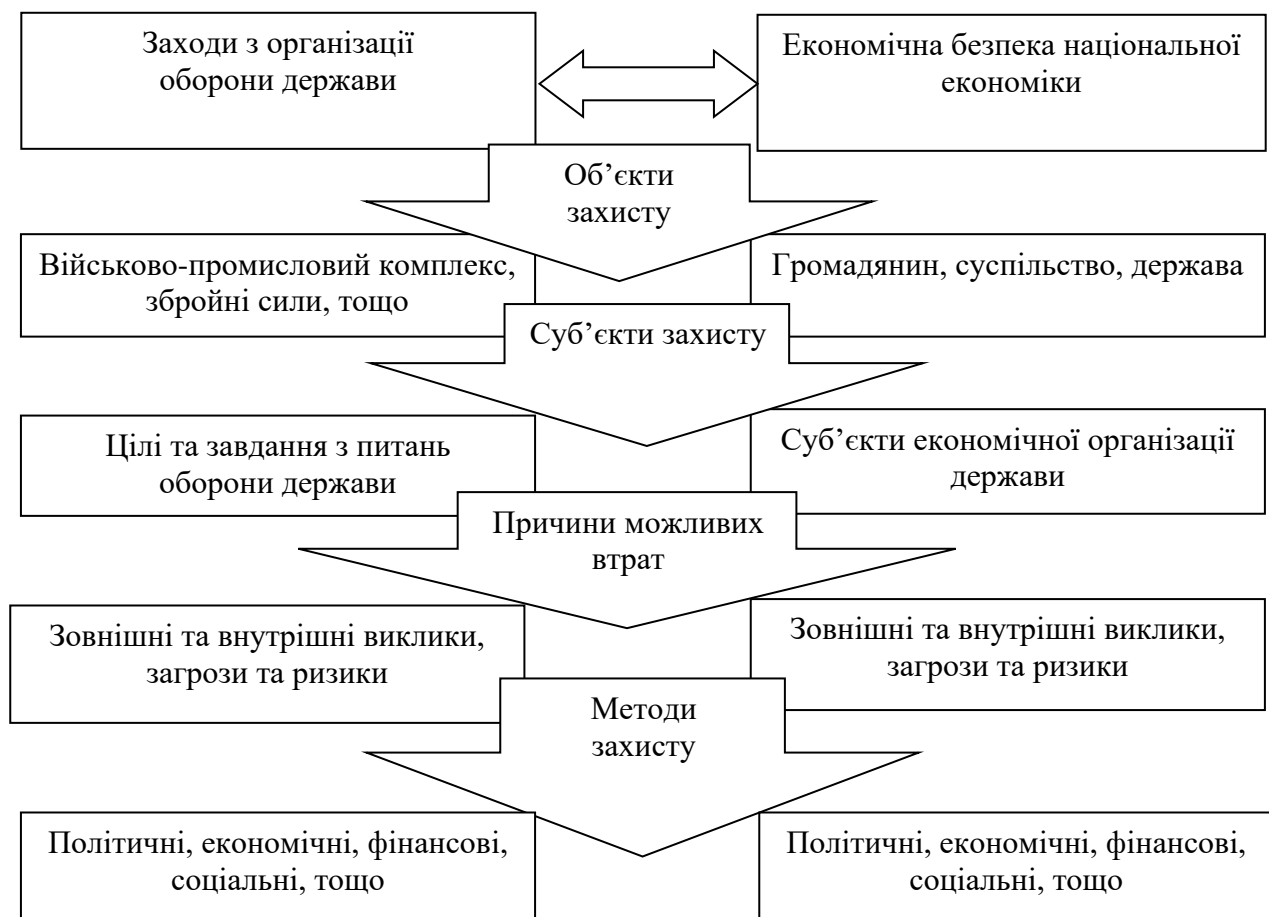 Заходи з організації
оборони держави
Економічна безпека національної
економіки
Об’єкти
захисту
Військово-промисловий комплекс,
збройні сили, тощо
Громадянин, суспільство, держава
Суб’єкти захисту
Цілі та завдання з питань
оборони держави
Суб’єкти економічної організації
держави
Причини можливих
втрат
Зовнішні та внутрішні виклики,
загрози та ризики
Зовнішні та внутрішні виклики,
загрози та ризики
Методи
захисту
Політичні, економічні, фінансові,
соціальні, тощо
Політичні, економічні, фінансові,
соціальні, тощо